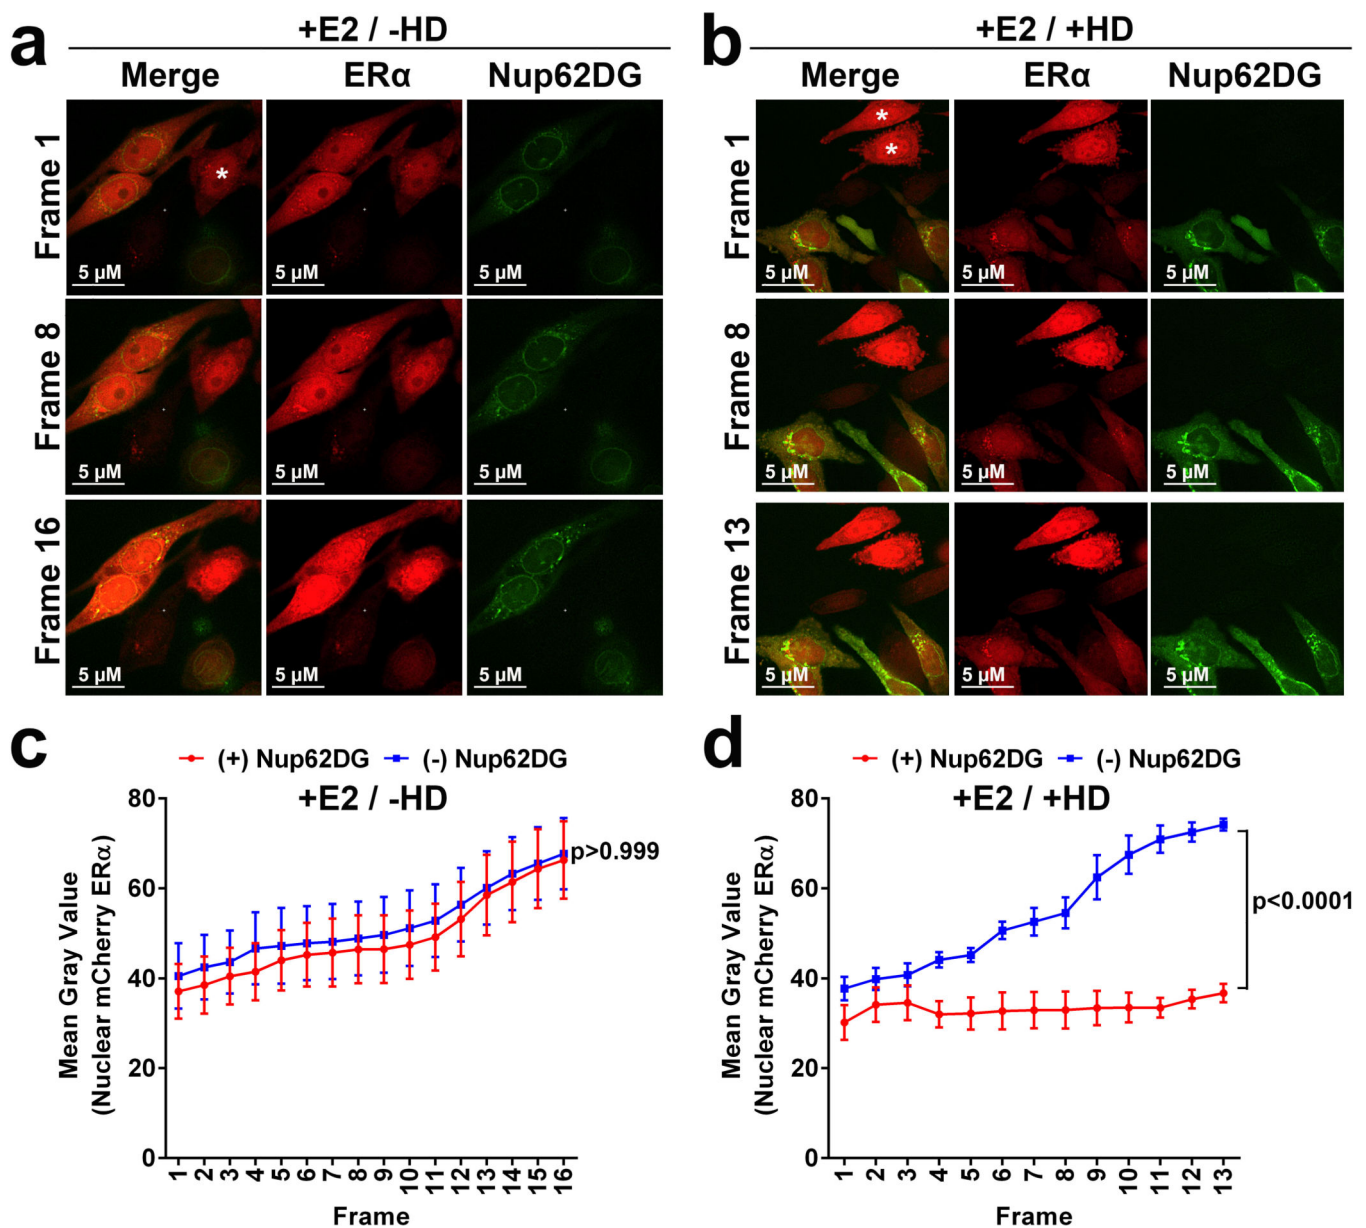 a
+E2 / -HD
Merge
ERα
Nup62DG
Frame 1
*
5 µM
5 µM
5 µM
Frame 8
5 µM
5 µM
5 µM
Frame 16
5 µM
5 µM
5 µM
b
+E2 / +HD
Merge
ERα
Nup62DG
Frame 1
*
*
5 µM
5 µM
5 µM
Frame 8
5 µM
5 µM
5 µM
Frame 13
5 µM
5 µM
5 µM
c
(+) Nup62DG
(-) Nup62DG
+E2 / -HD
Mean Gray Value
(Nuclear mCherry ERα)
80
60
40
20
0
p>0.999
1 2 3 4 5 6 7 8 9 10 11 12 13 14 15 16
Frame
d
(+) Nup62DG
(-) Nup62DG
+E2 / +HD
Mean Gray Value
(Nuclear mCherry ERα)
80
60
40
20
0
p<0.0001
1 2 3 4 5 6 7 8 9 10 11 12 13
Frame